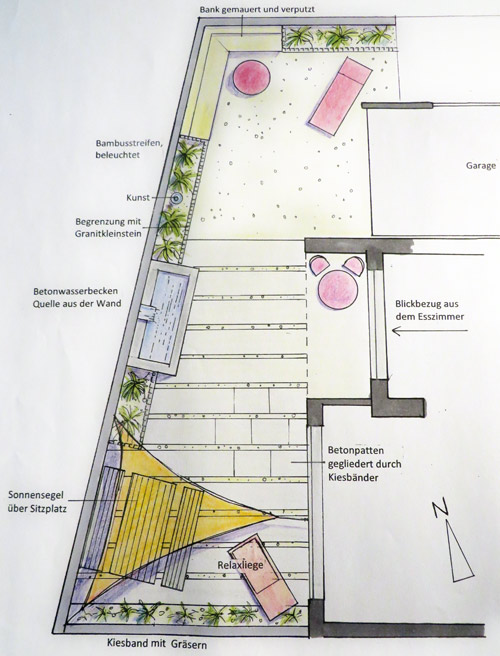 Bank gemauert und verputzt
Bambusstreifen,
beleuchtet
Kunst
Begrenzung mit
Granitkleinstein
Garage
Betonwasserbecken
Quelle aus der Wand
Blickbezug aus
dem Esszimmer
Betonpatten
gegliedert durch
Kiesbänder
Sonnensegel
über Sitzplatz
N
Relaxliege
Kiesband mit Gräsern